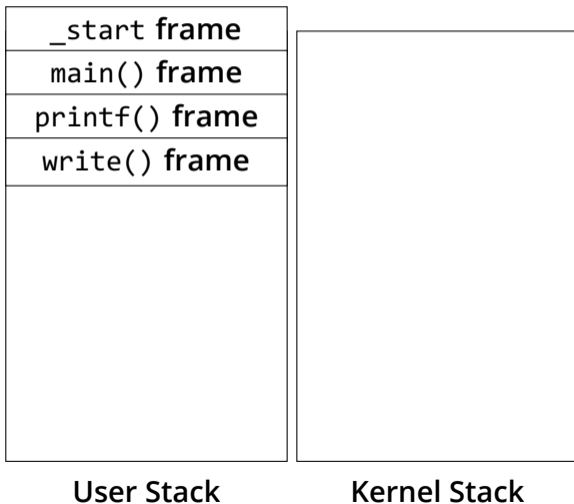 _start frame
main() frame
printf() frame
write() frame
User Stack
Kernel Stack